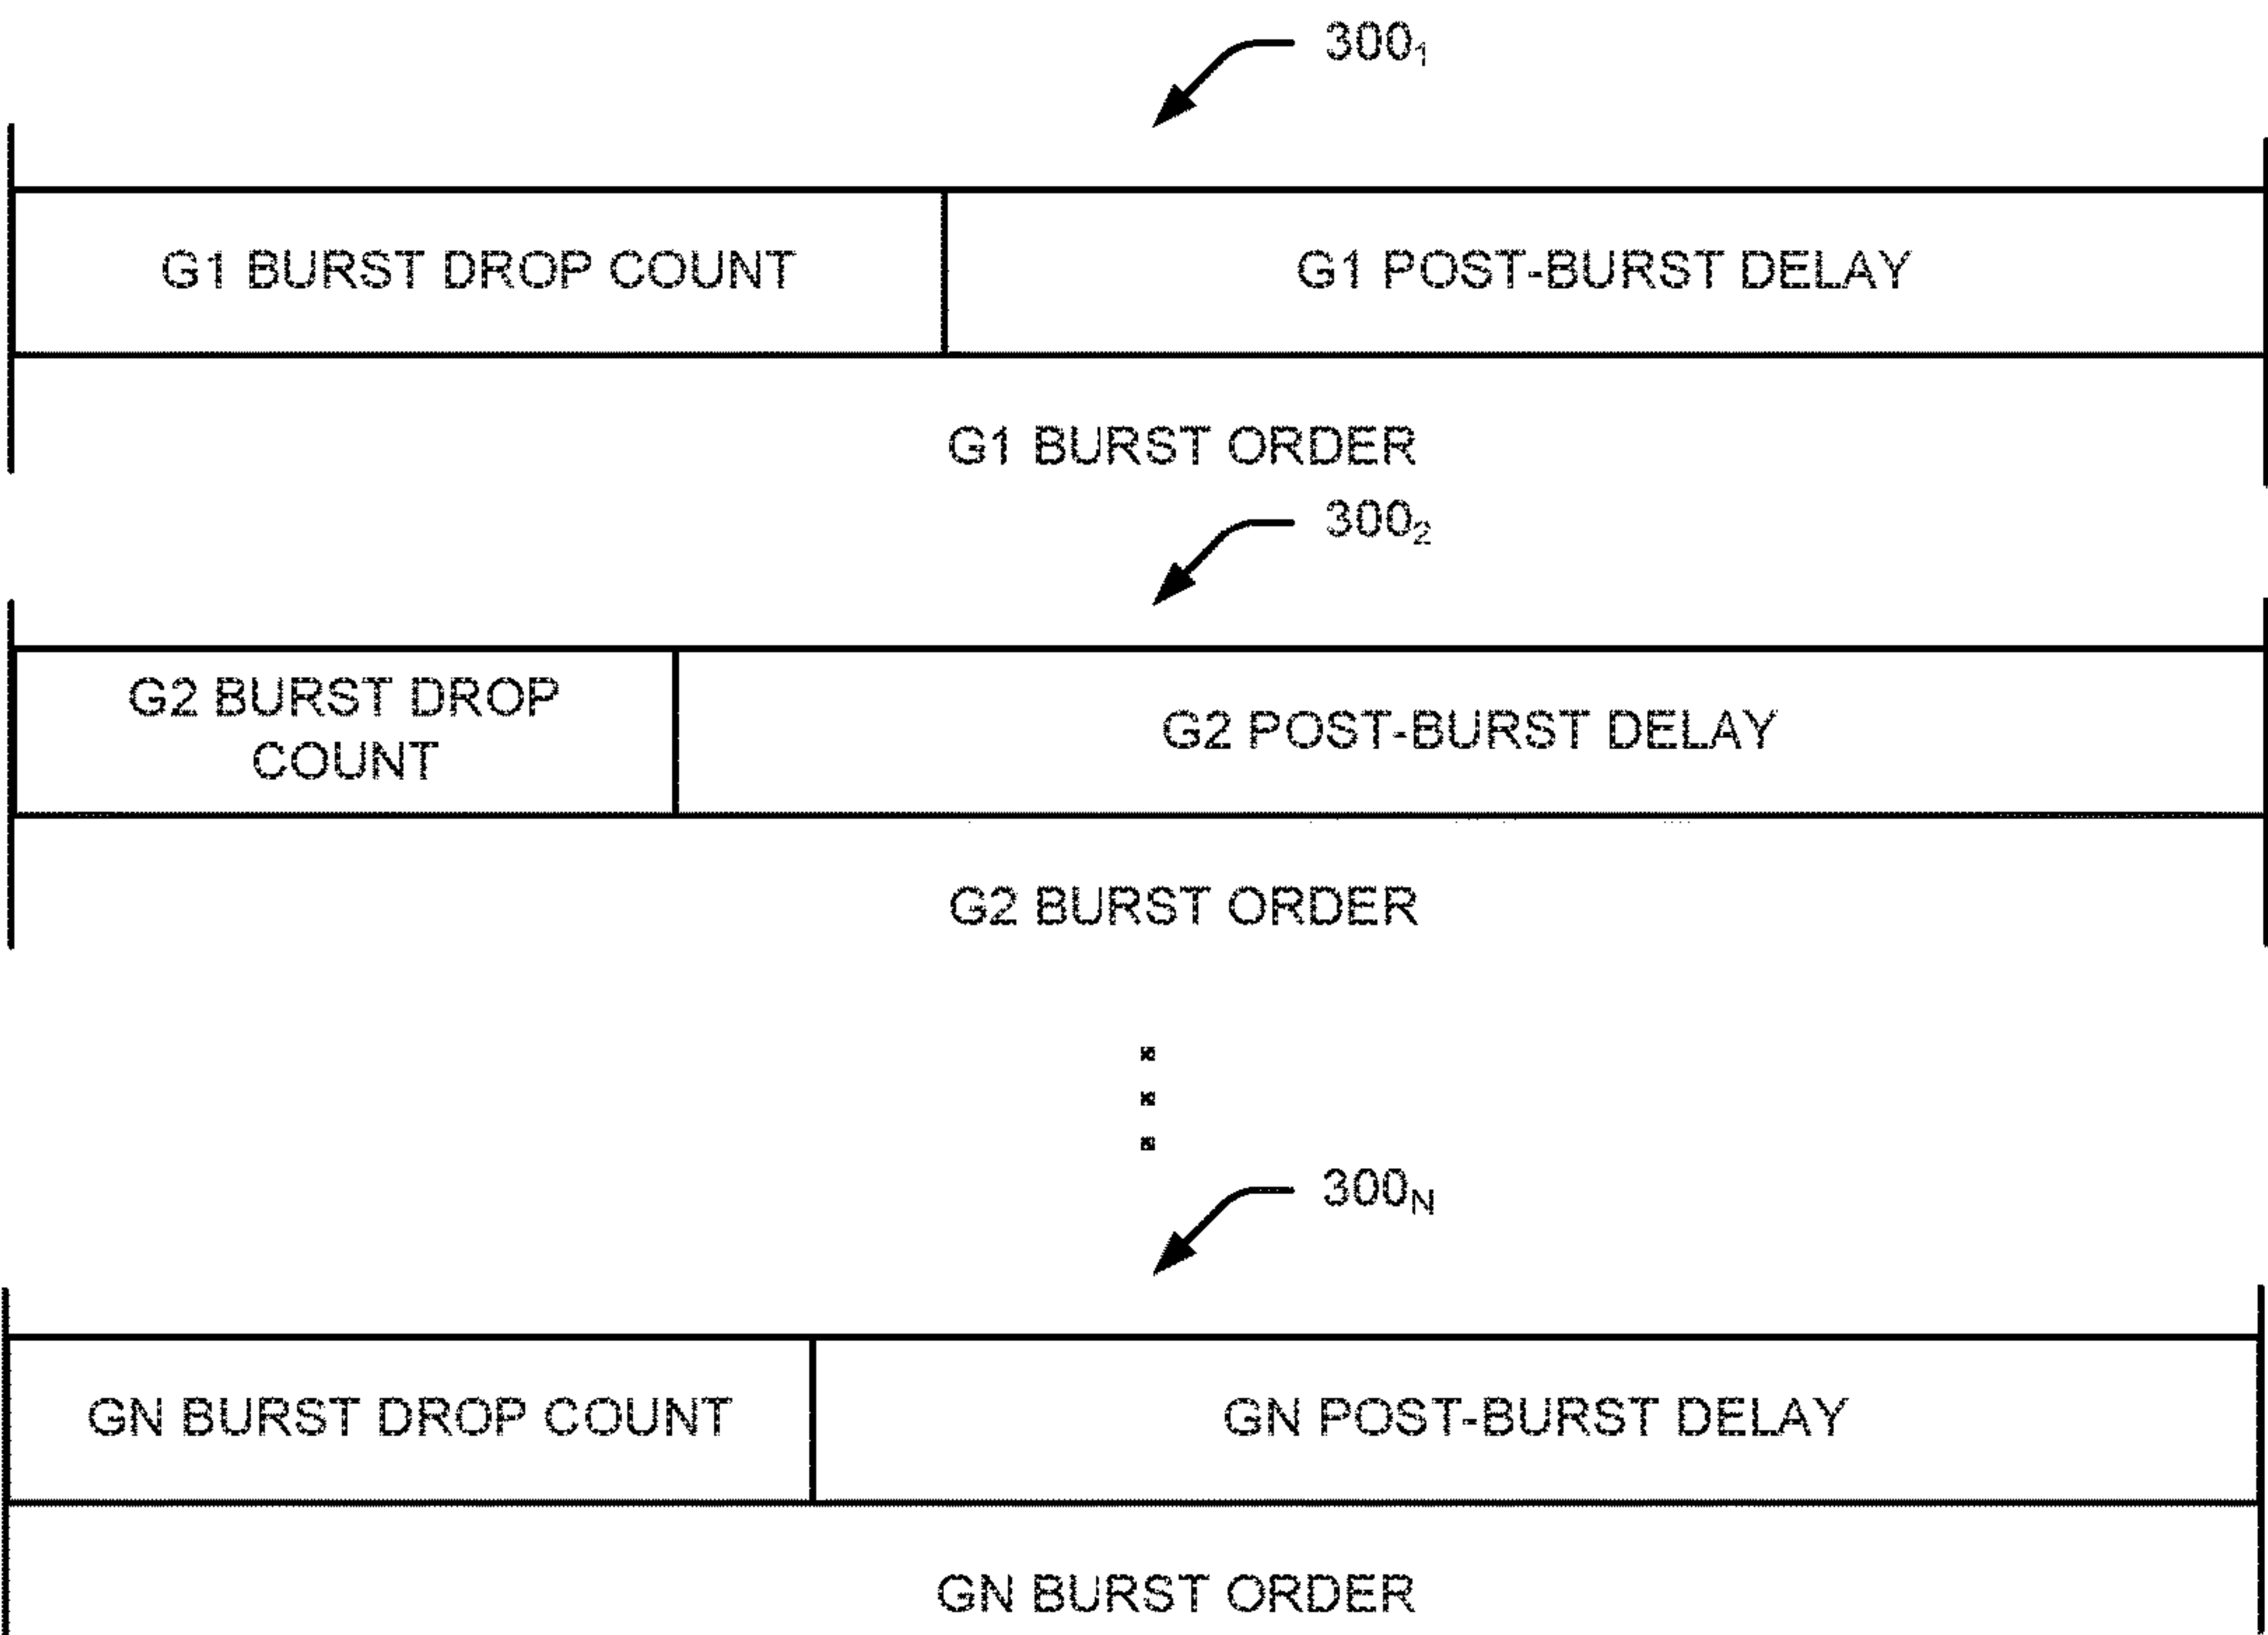 300₁
G1 BURST DROP COUNT
G1 POST-BURST DELAY
G1 BURST ORDER
300₂
G2 BURST DROP
COUNT
G2 POST-BURST DELAY
G2 BURST ORDER
300N
GN BURST DROP COUNT
GN POST-BURST DELAY
GN BURST ORDER